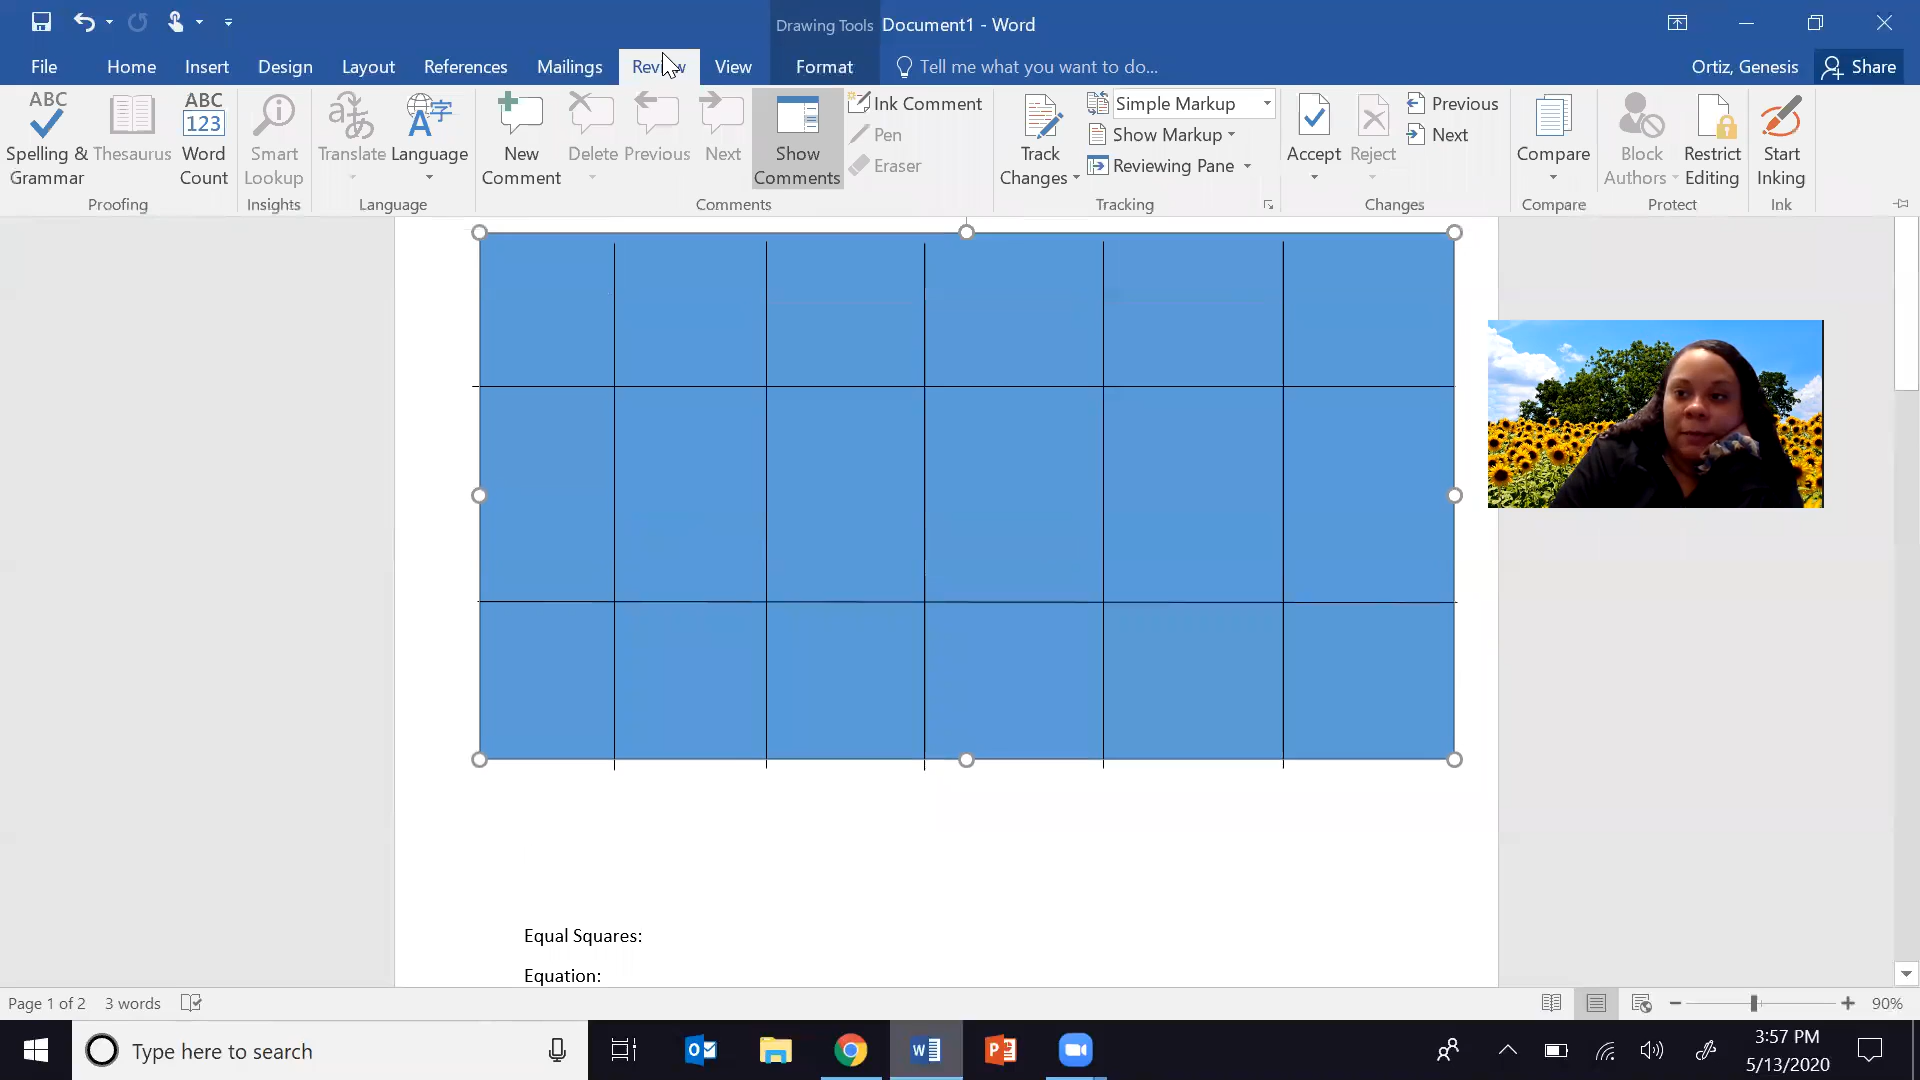 Drawing Tools Document1 - Word
File Home Insert Design Layout References Mailings Review View Format Tell me what you want to do... Ortiz, Genesis Share
ABC
Spelling & Grammar
Thesaurus
ABC 123
Word Count
Proofing
Smart Lookup
Insights
Translate
Language
Language
New Comment
Delete
Previous
Next
Show Comments
Ink Comment
Pen
Eraser
Comments
Track Changes
Simple Markup
Show Markup
Reviewing Pane
Tracking
Accept
Reject
Previous
Next
Changes
Compare
Compare
Block Authors
Restrict Editing
Protect
Start Inking
Ink
Equal Squares:
Equation:
Page 1 of 2 3 words 90%
Type here to search
3:57 PM
5/13/2020